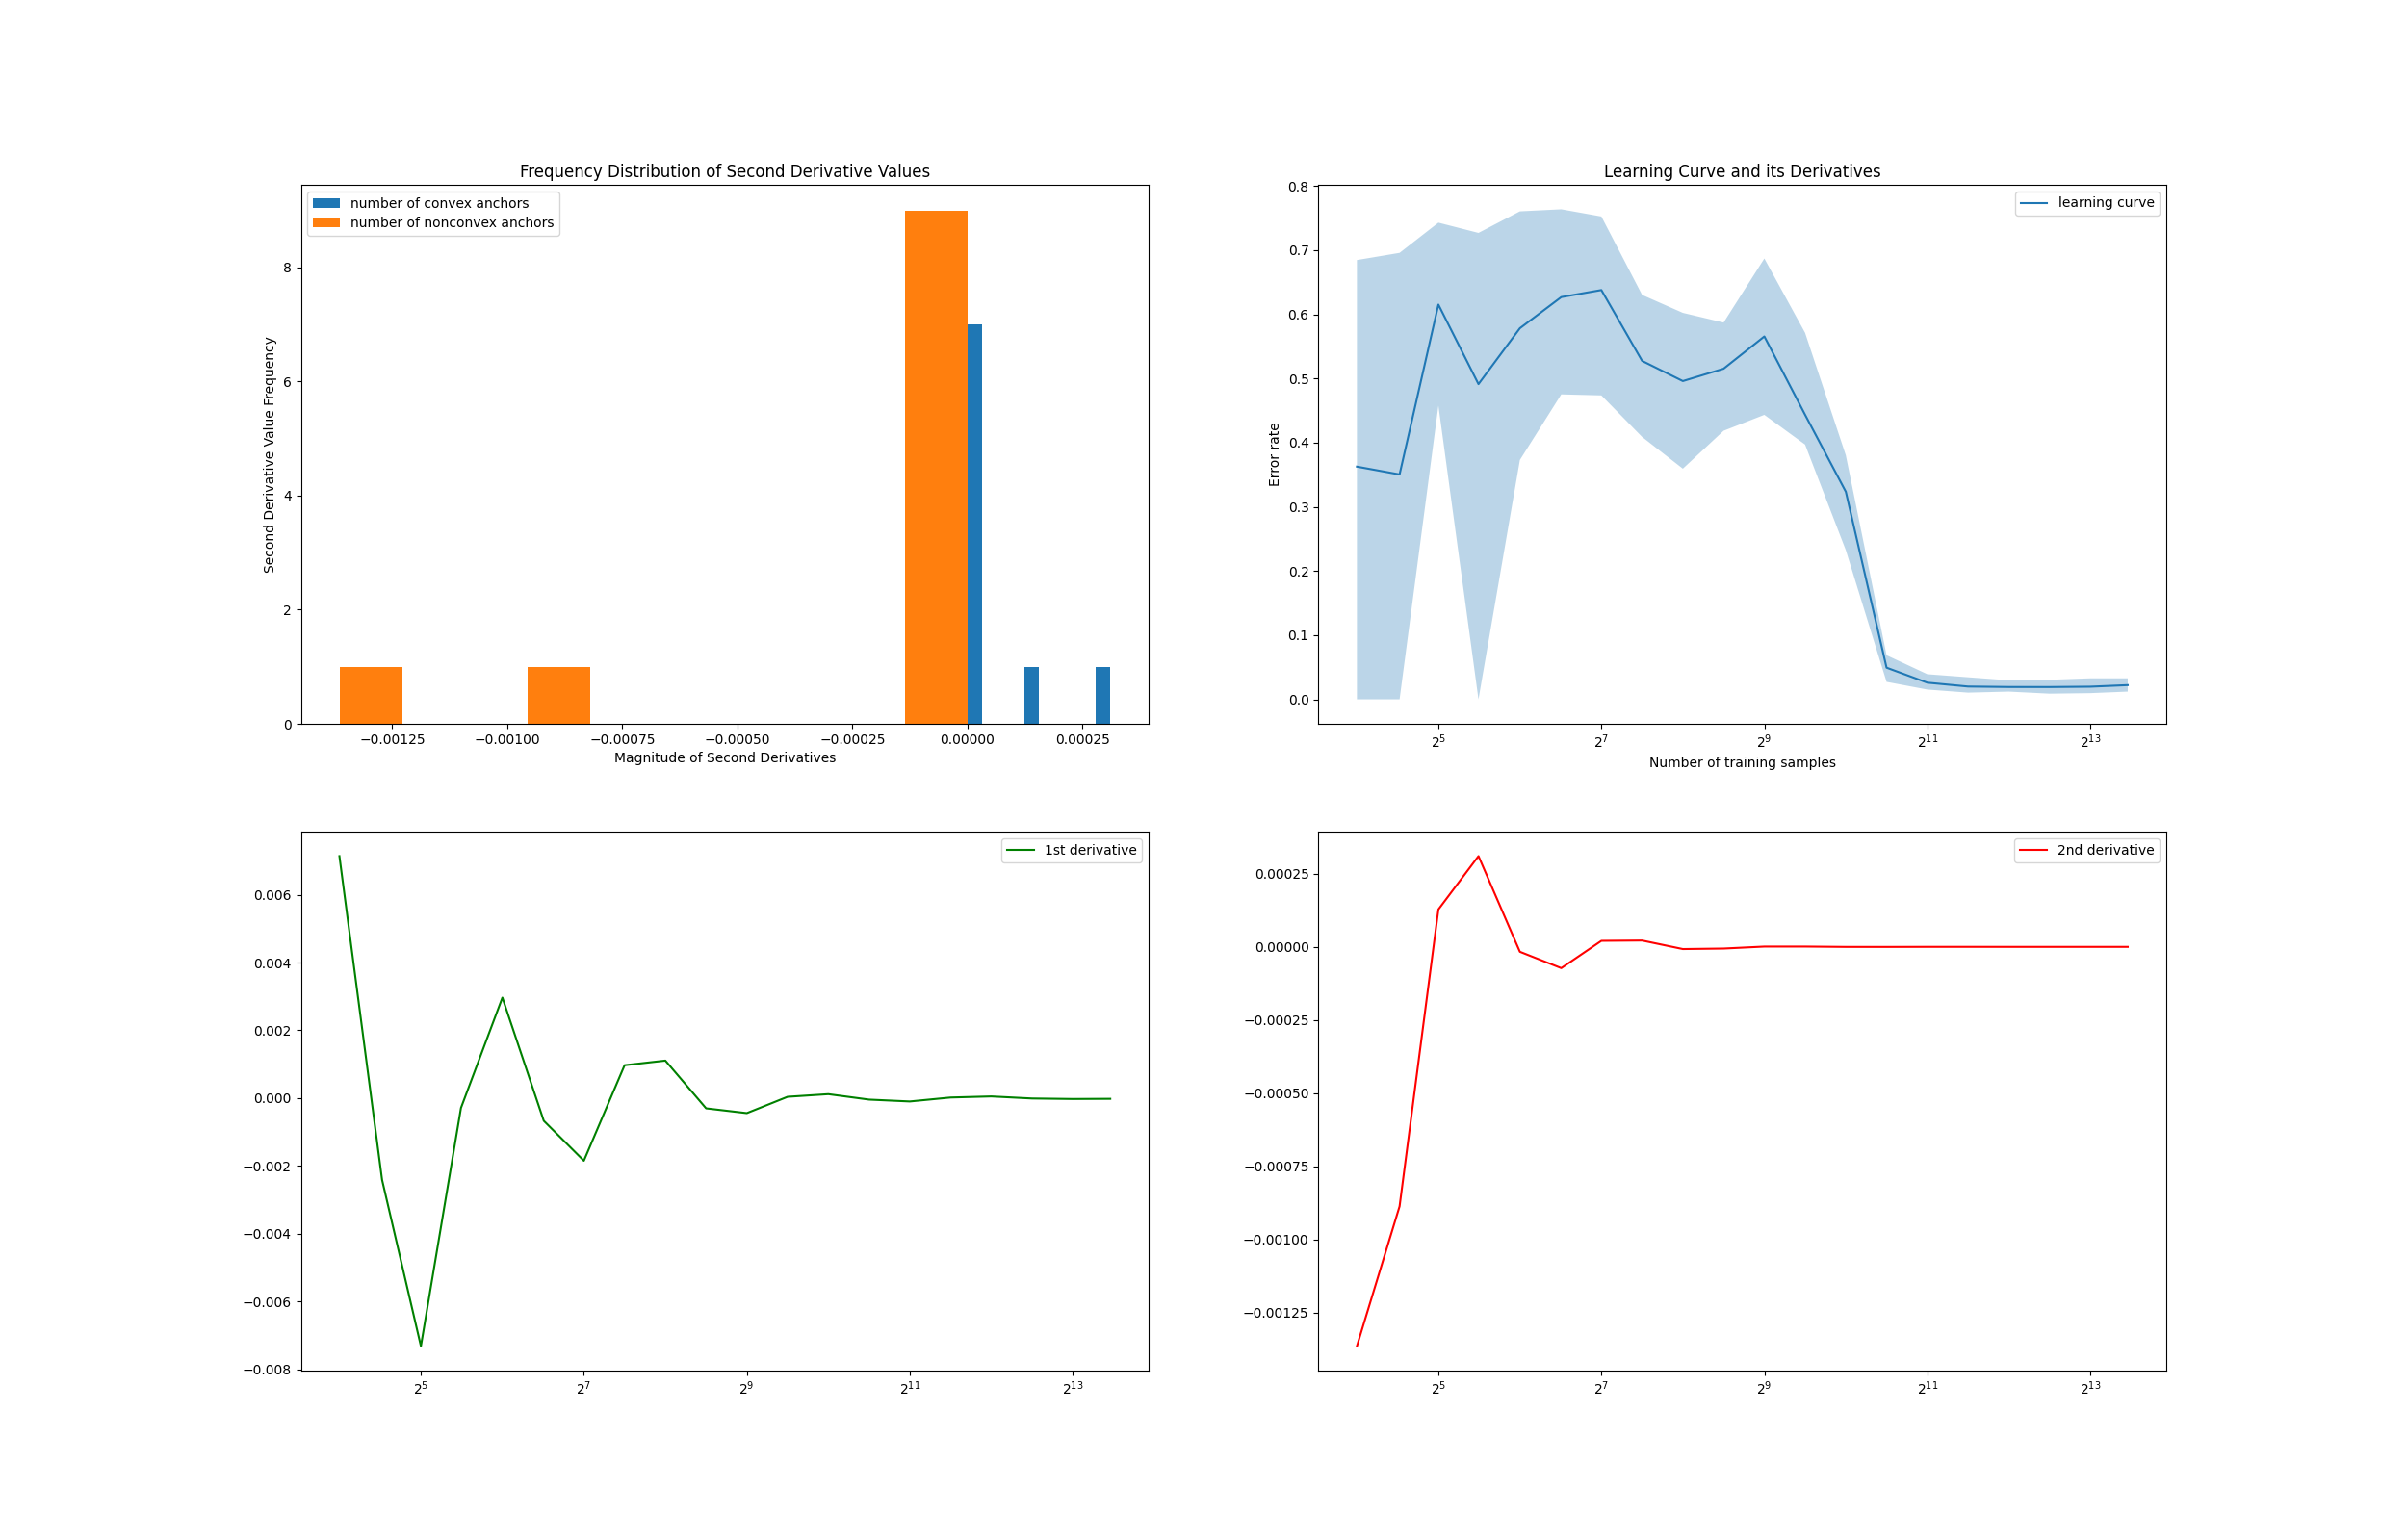 Frequency Distribution of Second Derivative Values
number of convex anchors
number of nonconvex anchors
Second Derivative Value Frequency
8
6
4
2
0
−0.00125 −0.00100 −0.00075 −0.00050 −0.00025 0.00000 0.00025
Magnitude of Second Derivatives
Learning Curve and its Derivatives
learning curve
Error rate
0.8
0.7
0.6
0.5
0.4
0.3
0.2
0.1
0.0
2^5 2^7 2^9 2^11 2^13
Number of training samples
1st derivative
0.006
0.004
0.002
0.000
−0.002
−0.004
−0.006
−0.008
2^5 2^7 2^9 2^11 2^13
2nd derivative
0.00025
0.00000
−0.00025
−0.00050
−0.00075
−0.00100
−0.00125
2^5 2^7 2^9 2^11 2^13